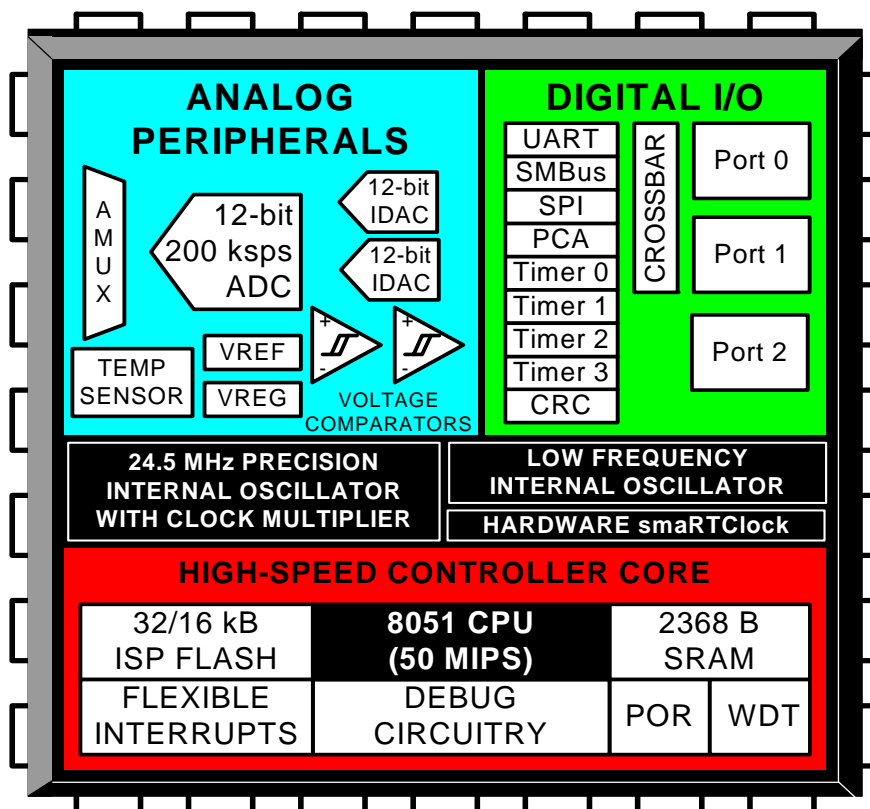 ANALOG
PERIPHERALS
A
M
U
X
12-bit
200 ksps
ADC
12-bit
IDAC
12-bit
IDAC
TEMP
SENSOR
VREF
VREG
+
-
+
-
VOLTAGE
COMPARATORS
DIGITAL I/O
UART
SMBus
SPI
PCA
Timer 0
Timer 1
Timer 2
Timer 3
CRC
CROSSBAR
Port 0
Port 1
Port 2
24.5 MHz PRECISION
INTERNAL OSCILLATOR
WITH CLOCK MULTIPLIER
LOW FREQUENCY
INTERNAL OSCILLATOR
HARDWARE smaRTClock
HIGH-SPEED CONTROLLER CORE
32/16 kB
ISP FLASH
8051 CPU
(50 MIPS)
2368 B
SRAM
FLEXIBLE
INTERRUPTS
DEBUG
CIRCUITRY
POR
WDT